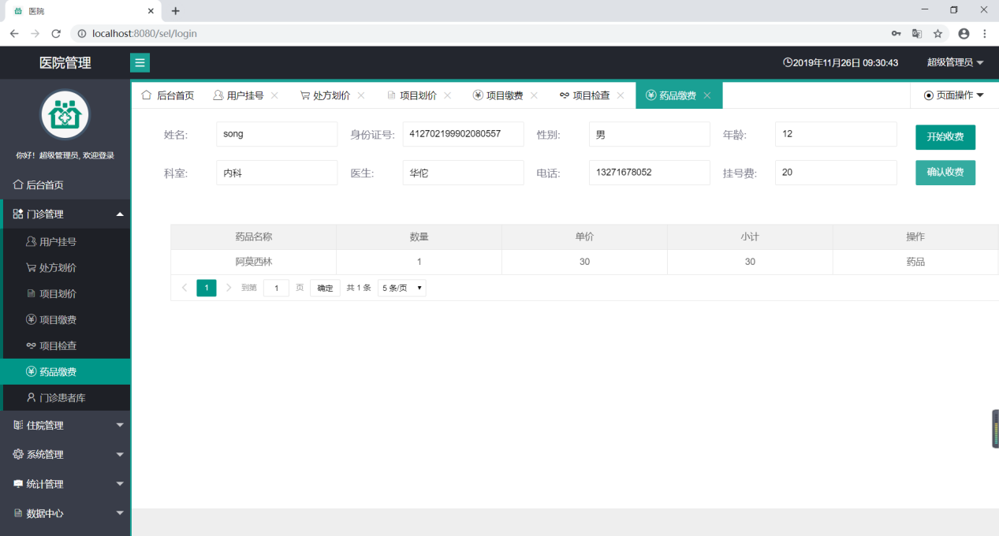 医院
localhost:8080/sel/login
医院管理
2019年11月26日 09:30:43
超级管理员
你好！超级管理员, 欢迎登录
后台首页
门诊管理
用户挂号
处方划价
项目划价
项目缴费
项目检查
药品缴费
门诊患者库
住院管理
系统管理
统计管理
数据中心
后台首页 用户挂号 处方划价 项目划价 项目缴费 项目检查 药品缴费 页面操作
姓名: song 身份证号: 412702199902080557 性别: 男 年龄: 12 开始收费
科室: 内科 医生: 华佗 电话: 13271678052 挂号费: 20 确认收费
药品名称 数量 单价 小计 操作
阿莫西林 1 30 30 药品
1 到第 1 页 确定 共 1 条 5 条/页